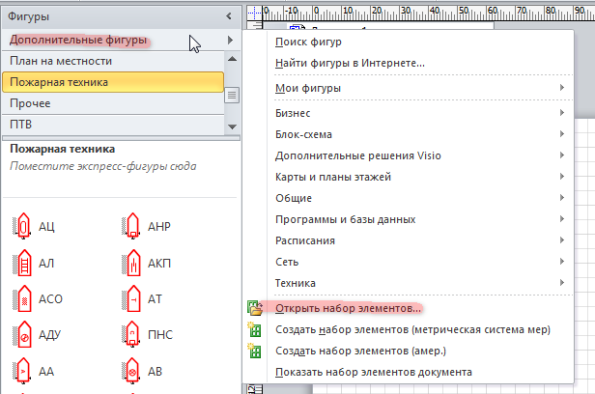 Фигуры
Дополнительные фигуры
План на местности
Пожарная техника
Прочее
ПТВ
Пожарная техника
Поместите экспресс-фигуры сюда
АЦ АНР
АЛ АКП
АСО АТ
АДУ ПНС
АА АВ
Поиск фигур
Найти фигуры в Интернете...
Мои фигуры
Бизнес
Блок-схема
Дополнительные решения Visio
Карты и планы этажей
Общие
Программы и базы данных
Расписания
Сеть
Техника
Открыть набор элементов...
Создать набор элементов (метрическая система мер)
Создать набор элементов (амер.)
Показать набор элементов документа